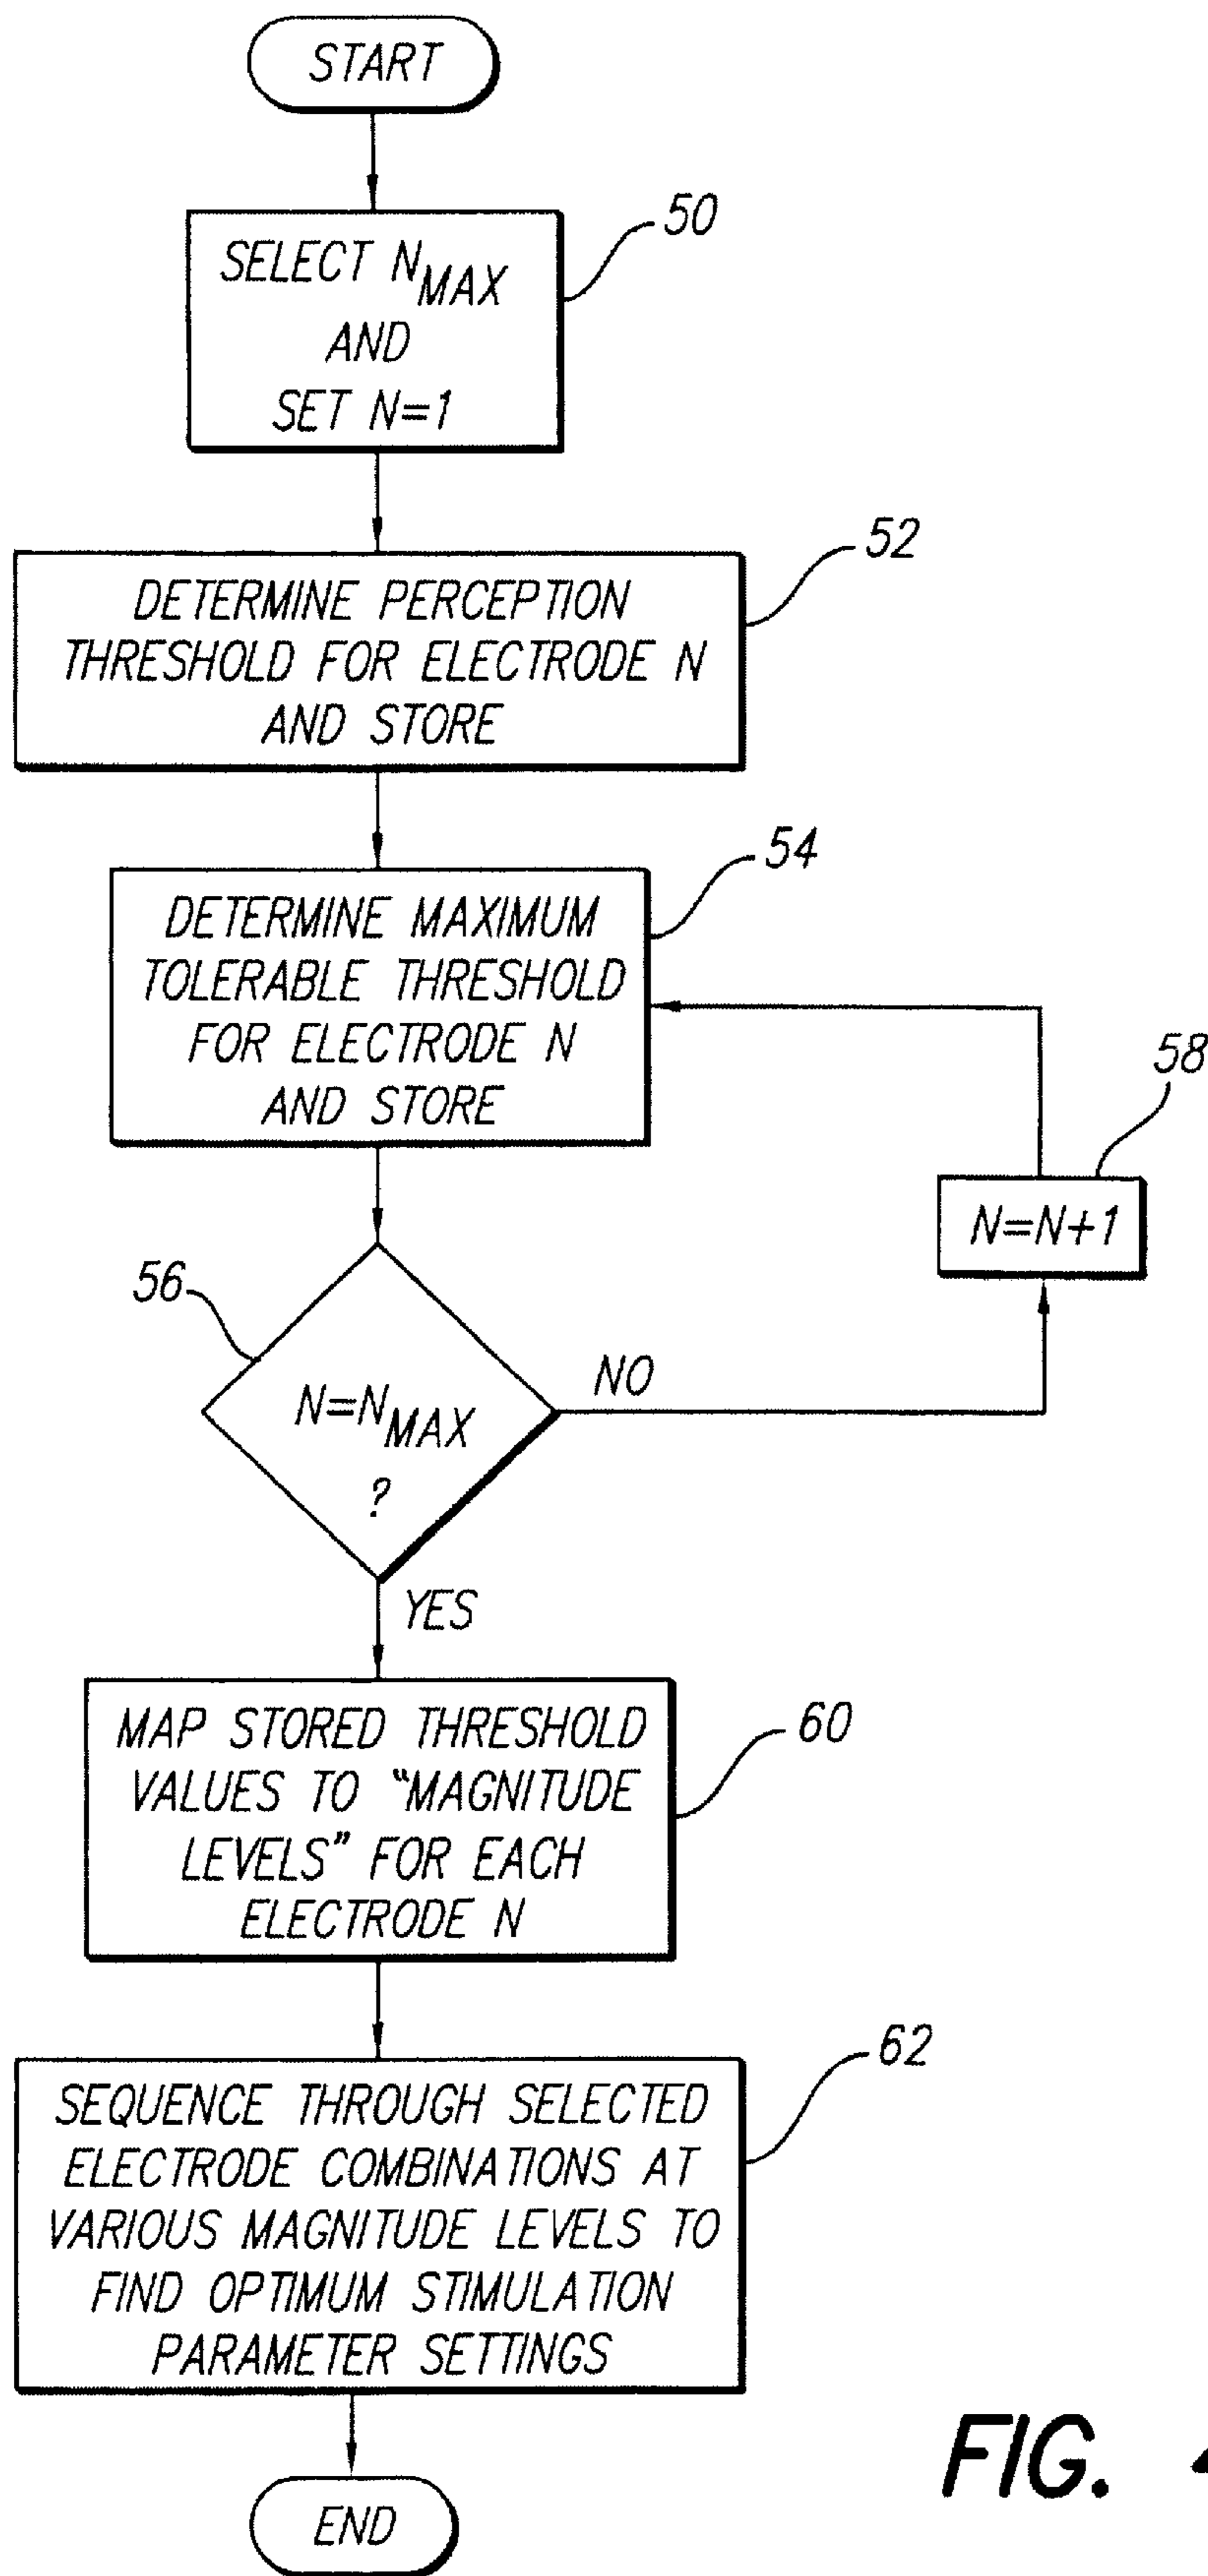 START
50
SELECT NMAX
AND
SET N=1
52
DETERMINE PERCEPTION
THRESHOLD FOR ELECTRODE N
AND STORE
54
DETERMINE MAXIMUM
TOLERABLE THRESHOLD
FOR ELECTRODE N
AND STORE
58
N=N+1
56
N=NMAX
?
NO
YES
60
MAP STORED THRESHOLD
VALUES TO “MAGNITUDE
LEVELS” FOR EACH
ELECTRODE N
62
SEQUENCE THROUGH SELECTED
ELECTRODE COMBINATIONS AT
VARIOUS MAGNITUDE LEVELS TO
FIND OPTIMUM STIMULATION
PARAMETER SETTINGS
END
FIG.